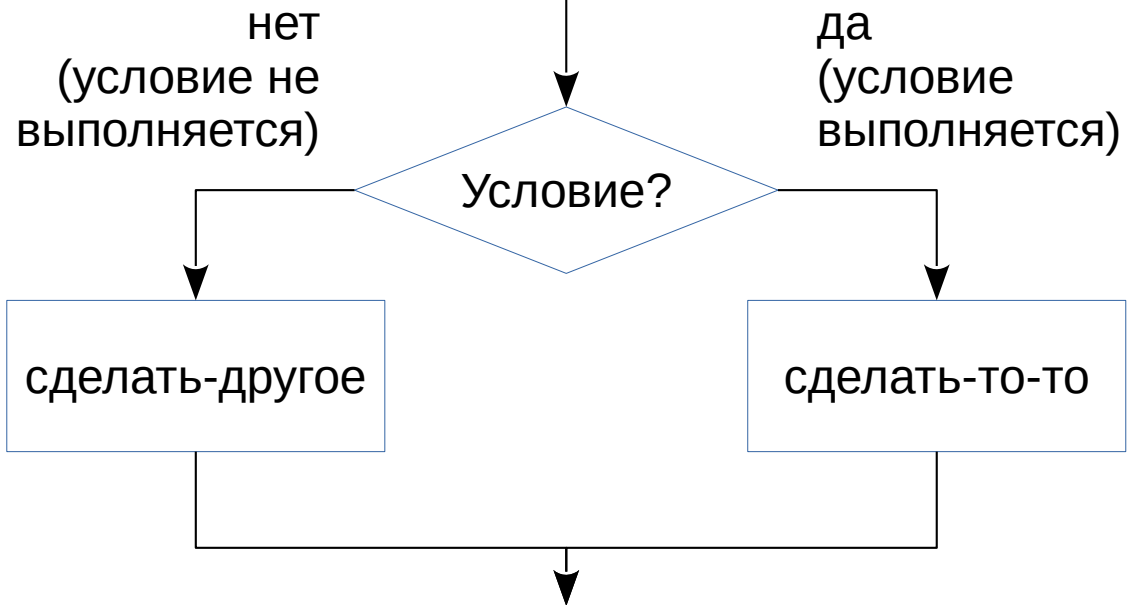 нет
(условие не
выполняется)
да
(условие
выполняется)
Условие?
сделать-другое
сделать-то-то